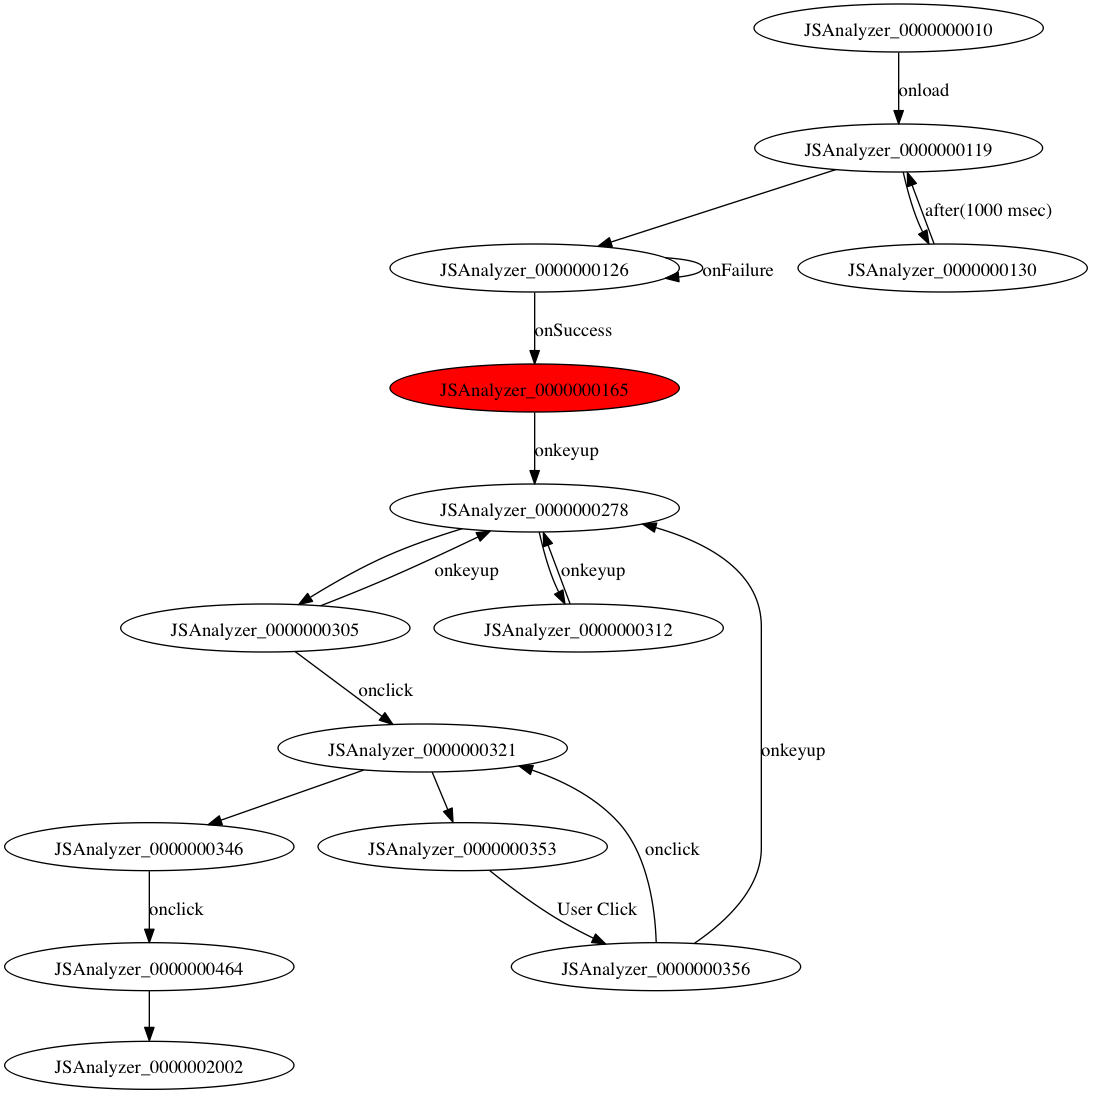 JSAnalyzer_0000000010
onload
JSAnalyzer_0000000119
after(1000 msec)
JSAnalyzer_0000000126
onFailure
JSAnalyzer_0000000130
onSuccess
JSAnalyzer_0000000165
onkeyup
JSAnalyzer_0000000278
onkeyup
onkeyup
JSAnalyzer_0000000305
JSAnalyzer_0000000312
onclick
JSAnalyzer_0000000321
onkeyup
JSAnalyzer_0000000346
JSAnalyzer_0000000353
onclick
onclick
User Click
JSAnalyzer_0000000464
JSAnalyzer_0000000356
JSAnalyzer_0000002002